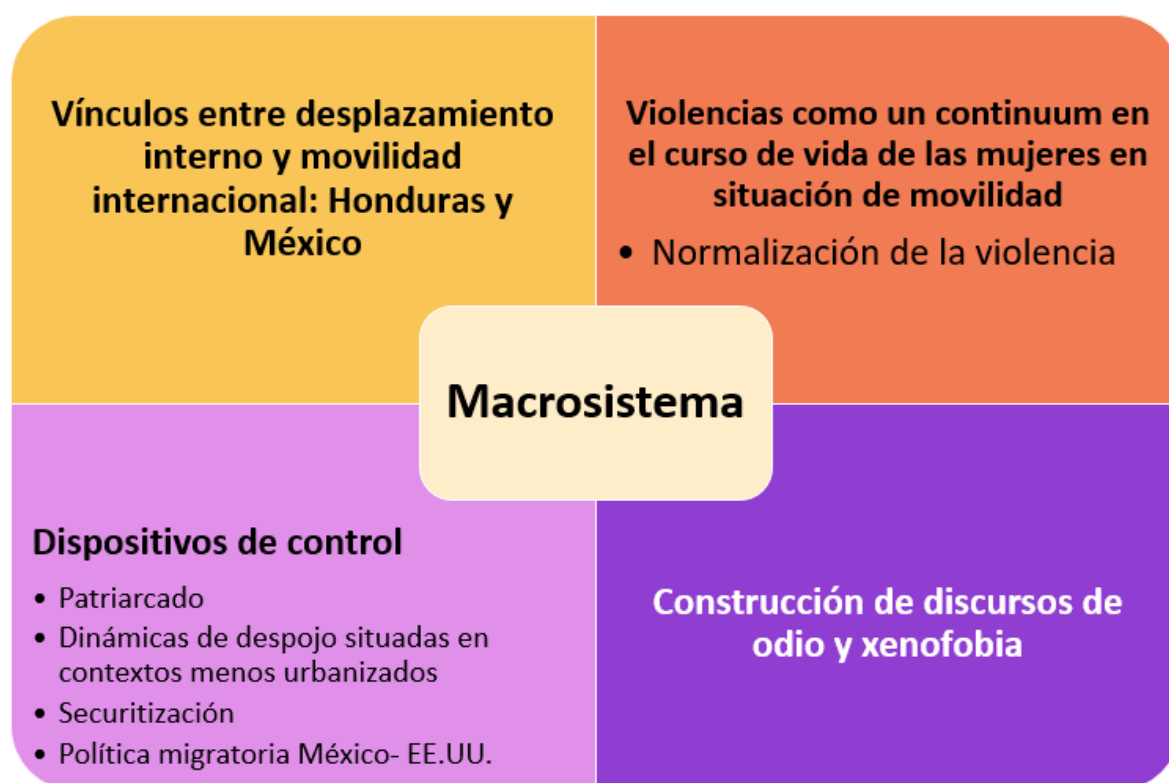 Vínculos entre desplazamiento
interno y movilidad
internacional: Honduras y
México
Violencias como un continuum en
el curso de vida de las mujeres en
situación de movilidad
• Normalización de la violencia
Macrosistema
Dispositivos de control
• Patriarcado
• Dinámicas de despojo situadas en
contextos menos urbanizados
• Securitización
• Política migratoria México- EE.UU.
Construcción de discursos de
odio y xenofobia